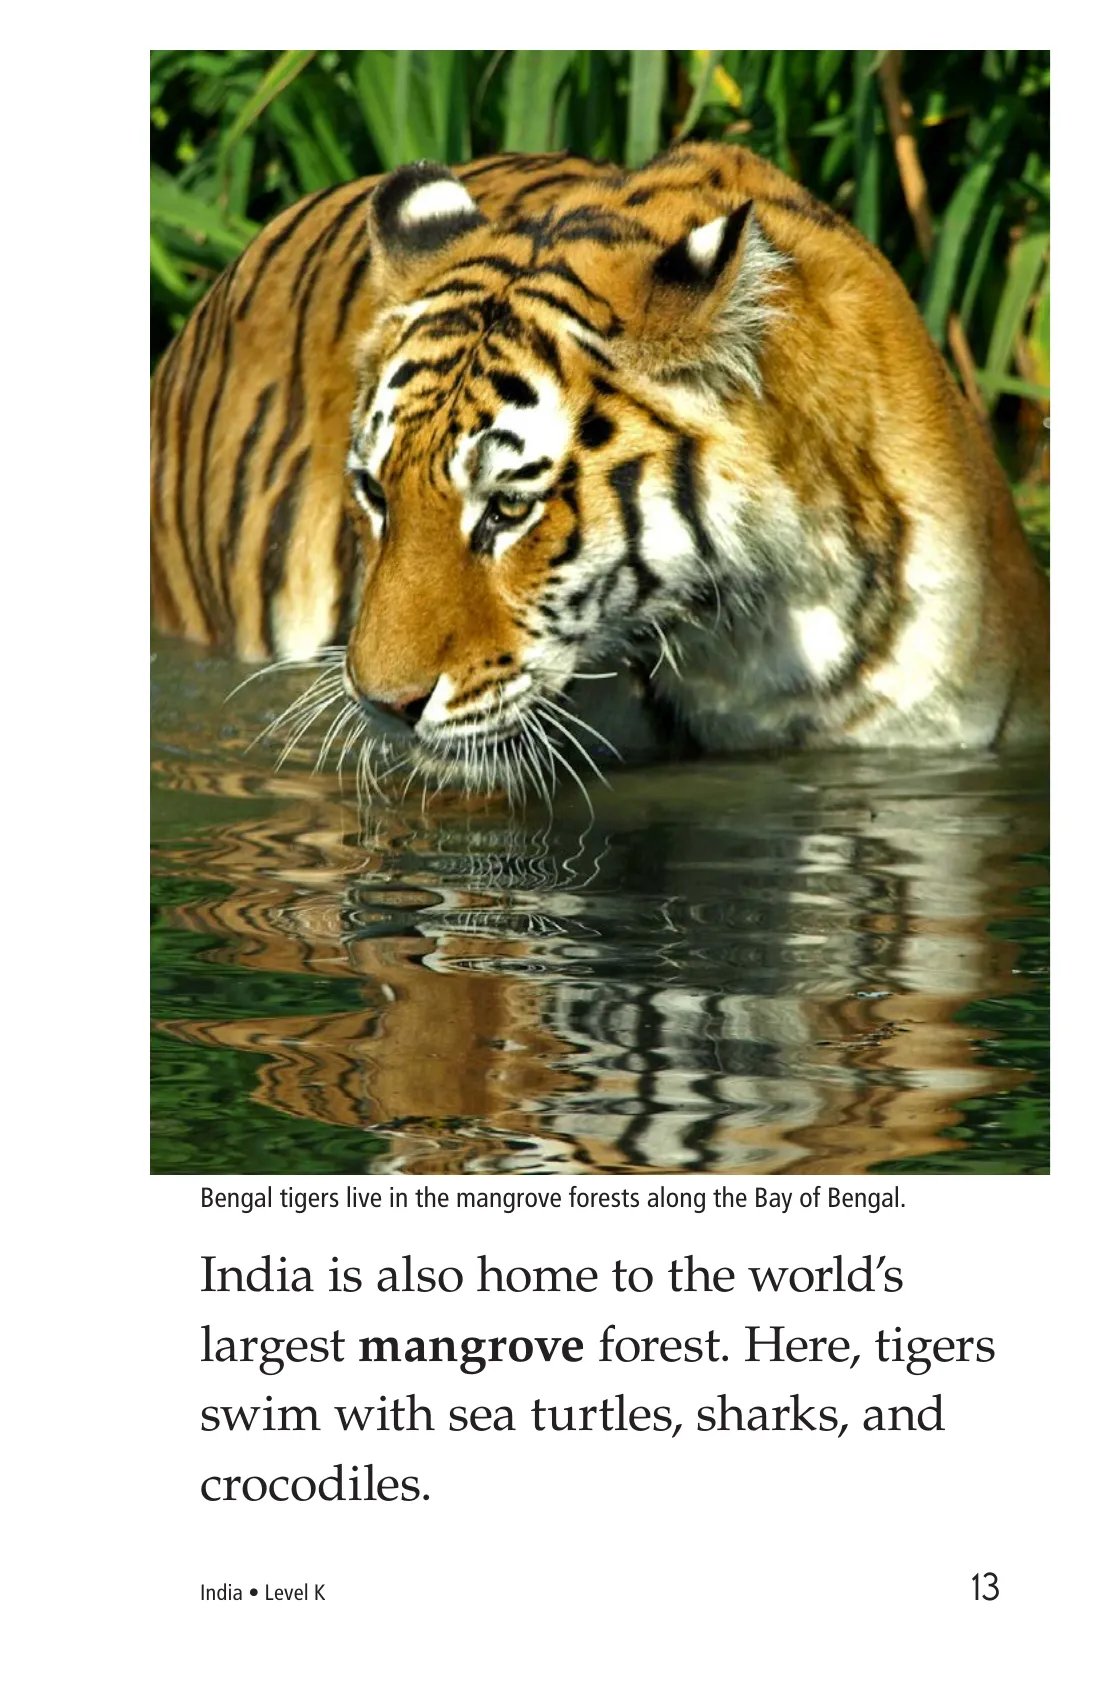 Bengal tigers live in the mangrove forests along the Bay of Bengal.
India is also home to the world’s
largest mangrove forest. Here, tigers
swim with sea turtles, sharks, and
crocodiles.
India • Level K
13